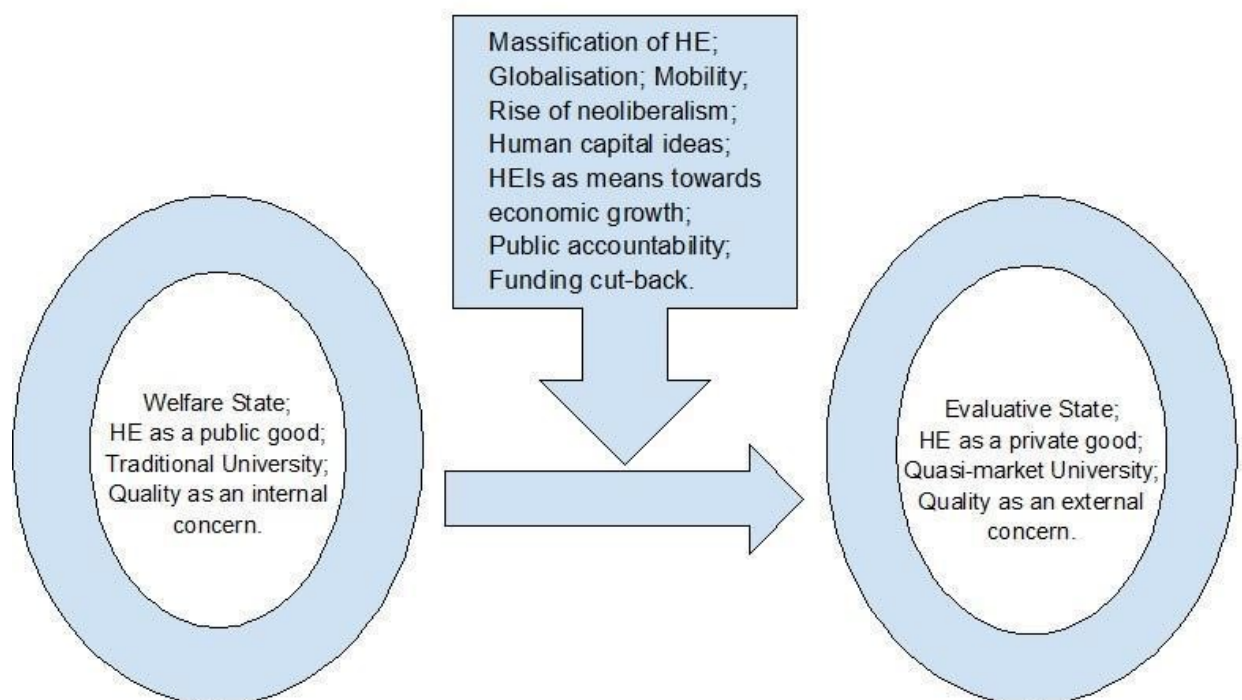 Massification of HE;
Globalisation; Mobility;
Rise of neoliberalism;
Human capital ideas;
HEIs as means towards
economic growth;
Public accountability;
Funding cut-back.
Welfare State;
HE as a public good;
Traditional University;
Quality as an internal
concern.
Evaluative State;
HE as a private good;
Quasi-market University;
Quality as an external
concern.